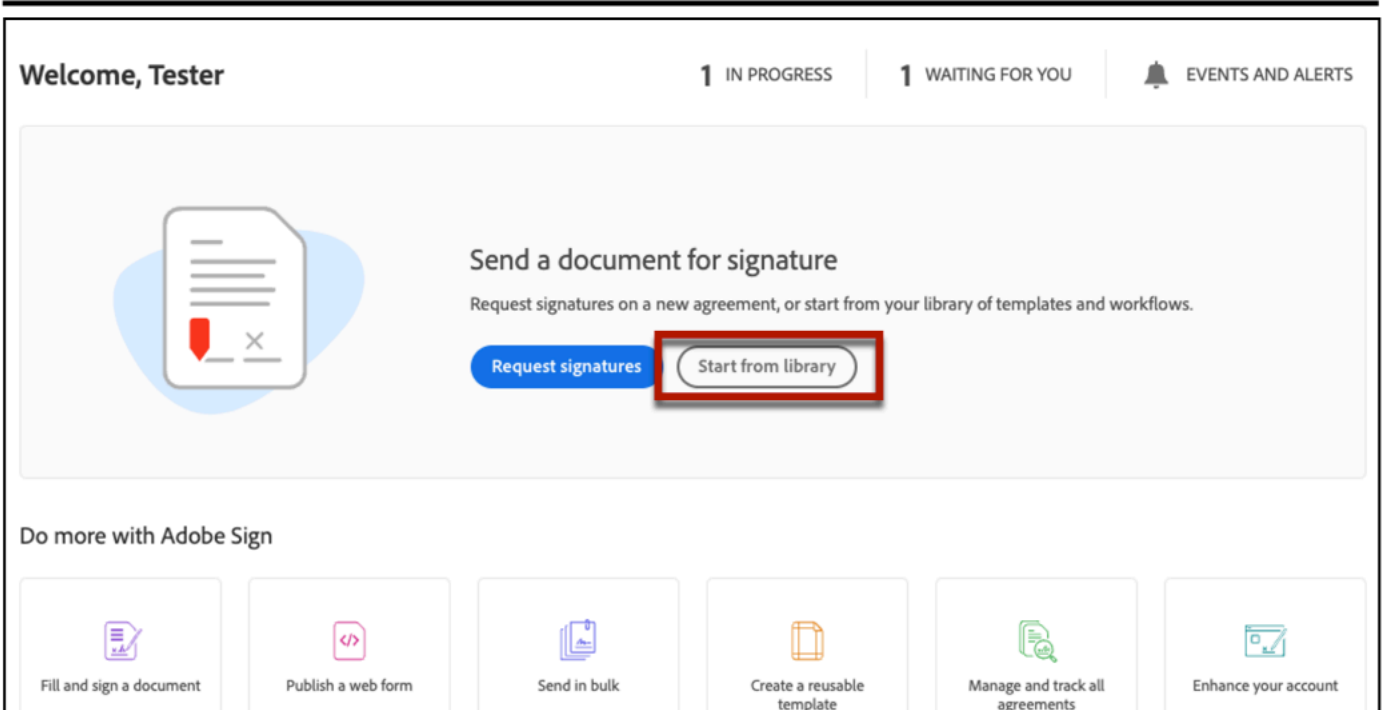 Welcome, Tester
1 IN PROGRESS
1 WAITING FOR YOU
EVENTS AND ALERTS
Send a document for signature
Request signatures on a new agreement, or start from your library of templates and workflows.
Request signatures
Start from library
Do more with Adobe Sign
Fill and sign a document
Publish a web form
Send in bulk
Create a reusable
template
Manage and track all
agreements
Enhance your account